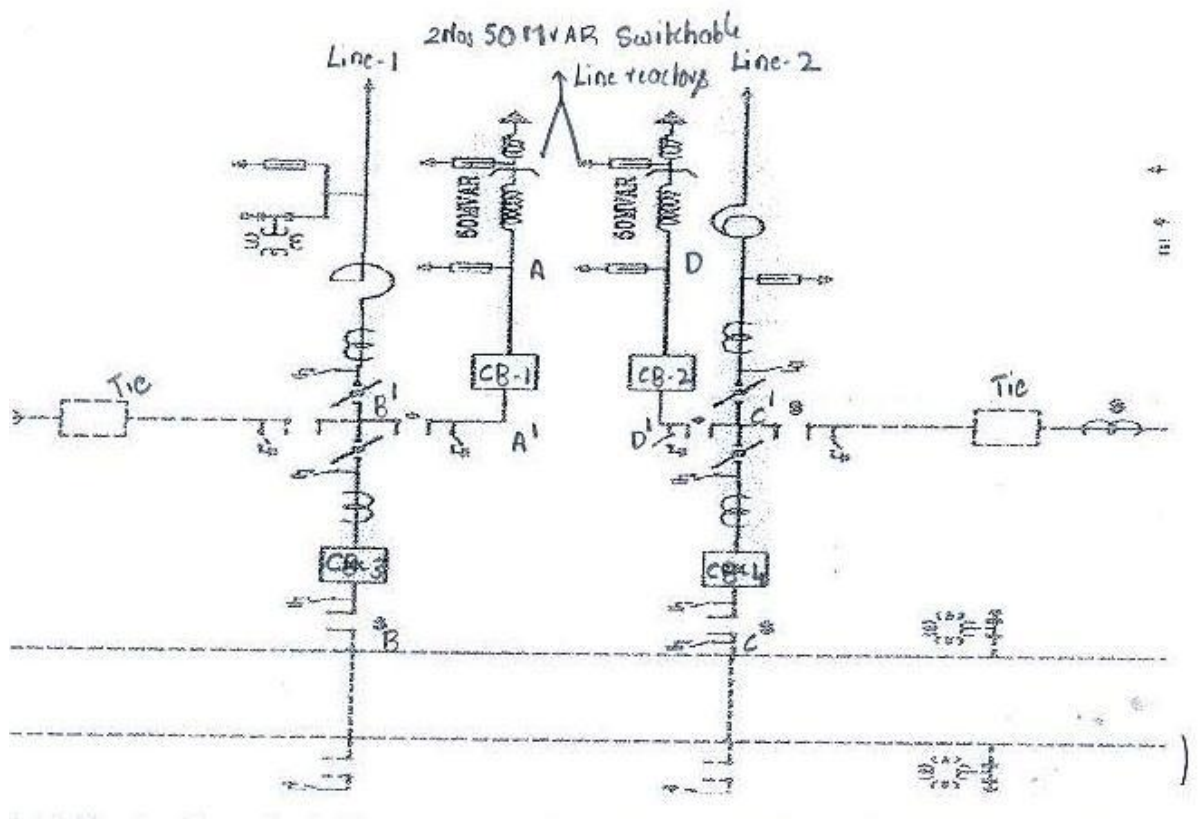 2Nos 50 MVAR Switchable
Line reactors
Line-1
Line-2
50MVAR
50MVAR
A
D
CB-1
CB-2
Tie
Tie
B'
C'
A'
D'
CB-3
CB-4
B
C